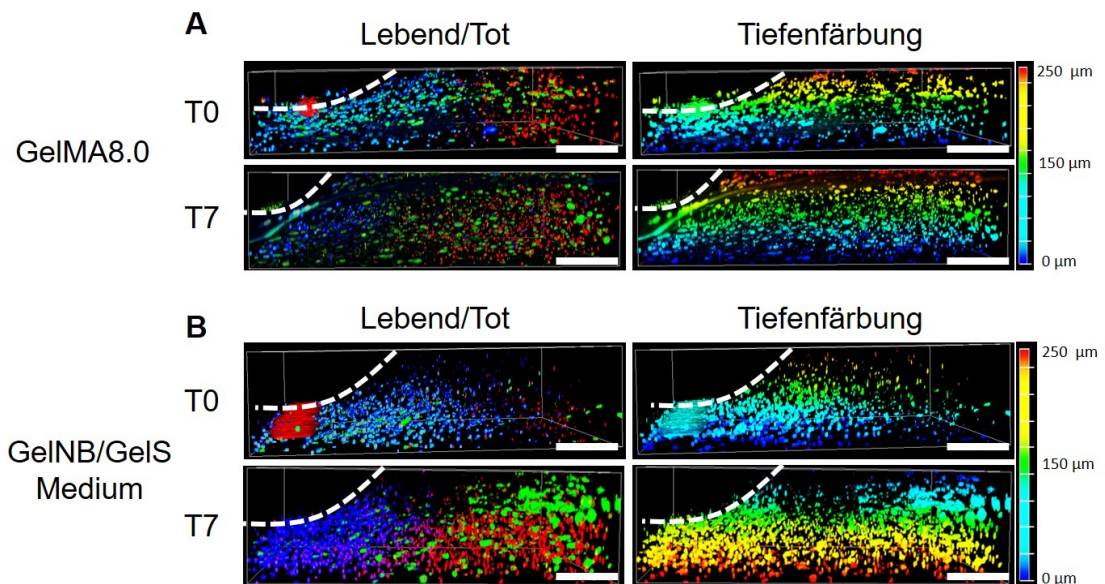 A
Lebend/Tot
Tiefenfärbung
GelMA8.0
T0
T7
250 µm
150 µm
0 µm
B
Lebend/Tot
Tiefenfärbung
GelNB/GelS
Medium
T0
T7
250 µm
150 µm
0 µm